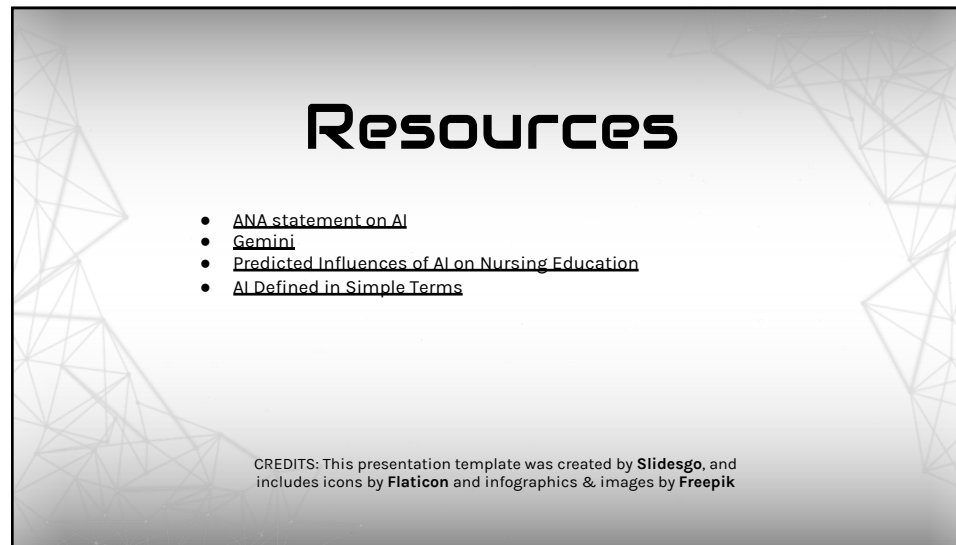 Resources
● ANA statement on AI
● Gemini
● Predicted Influences of AI on Nursing Education
● AI Defined in Simple Terms
CREDITS: This presentation template was created by Slidesgo, and
includes icons by Flaticon and infographics & images by Freepik